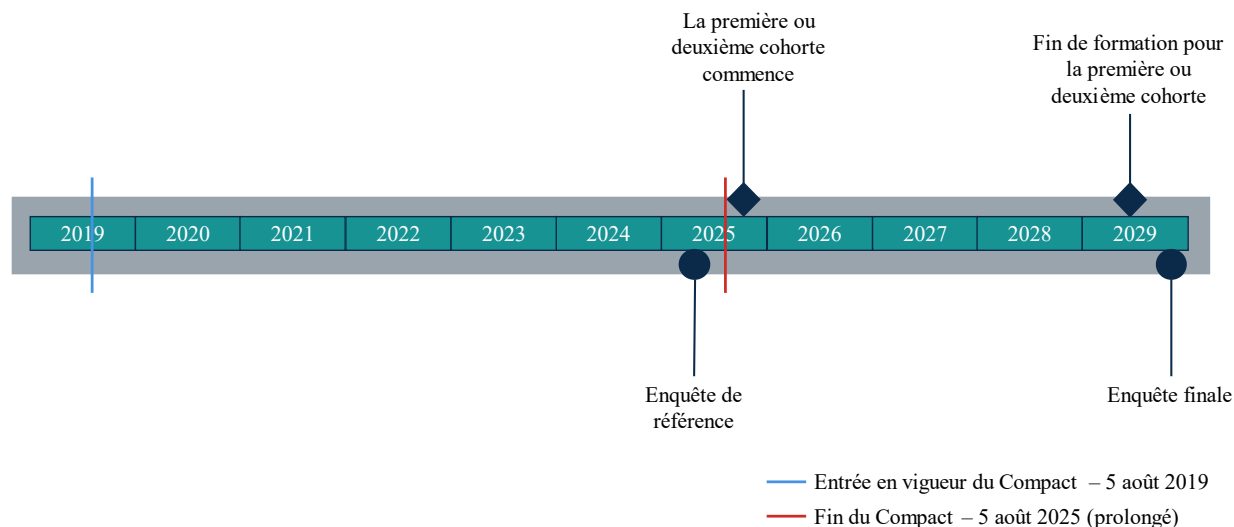 La première ou
deuxième cohorte
commence
Fin de formation pour
la première ou
deuxième cohorte
2019
2020
2021
2022
2023
2024
2025
2026
2027
2028
2029
Enquête de
référence
Enquête finale
Entrée en vigueur du Compact – 5 août 2019
Fin du Compact – 5 août 2025 (prolongé)